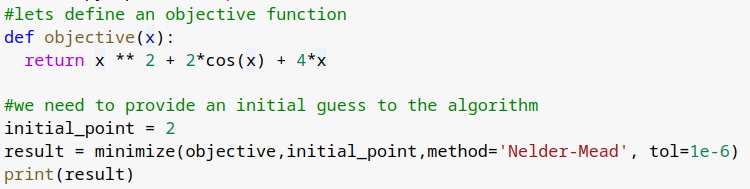 #lets define an objective function
def objective(x):
  return x ** 2 + 2*cos(x) + 4*x
#we need to provide an initial guess to the algorithm
initial_point = 2
result = minimize(objective,initial_point,method='Nelder-Mead', tol=1e-6)
print(result)